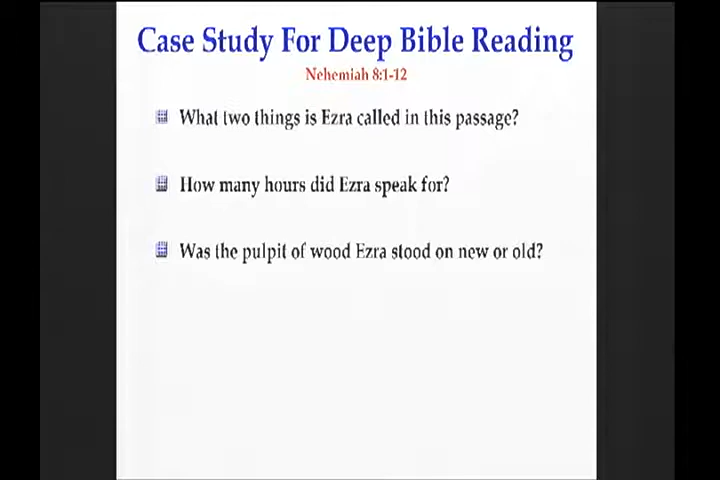 Case Study For Deep Bible Reading
Nehemiah 8:1-12
What two things is Ezra called in this passage?
How many hours did Ezra speak for?
Was the pulpit of wood Ezra stood on new or old?